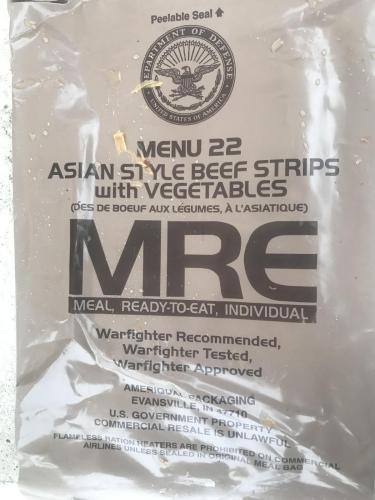 Peelable Seal ⬆
DEPARTMENT OF DEFENSE
UNITED STATES OF AMERICA
MENU 22
ASIAN STYLE BEEF STRIPS
with VEGETABLES
(DES DE BOEUF AUX LÉGUMES, À L'ASIATIQUE)
MRE
MEAL, READY-TO-EAT, INDIVIDUAL
Warfighter Recommended,
Warfighter Tested,
Warfighter Approved
AMERIQUAL PACKAGING
EVANSVILLE, IN 47710
U.S. GOVERNMENT PROPERTY
COMMERCIAL RESALE IS UNLAWFUL
FLAMELESS RATION HEATERS ARE PROHIBITED ON COMMERCIAL
AIRLINES UNLESS SEALED IN ORIGINAL MEAL BAG